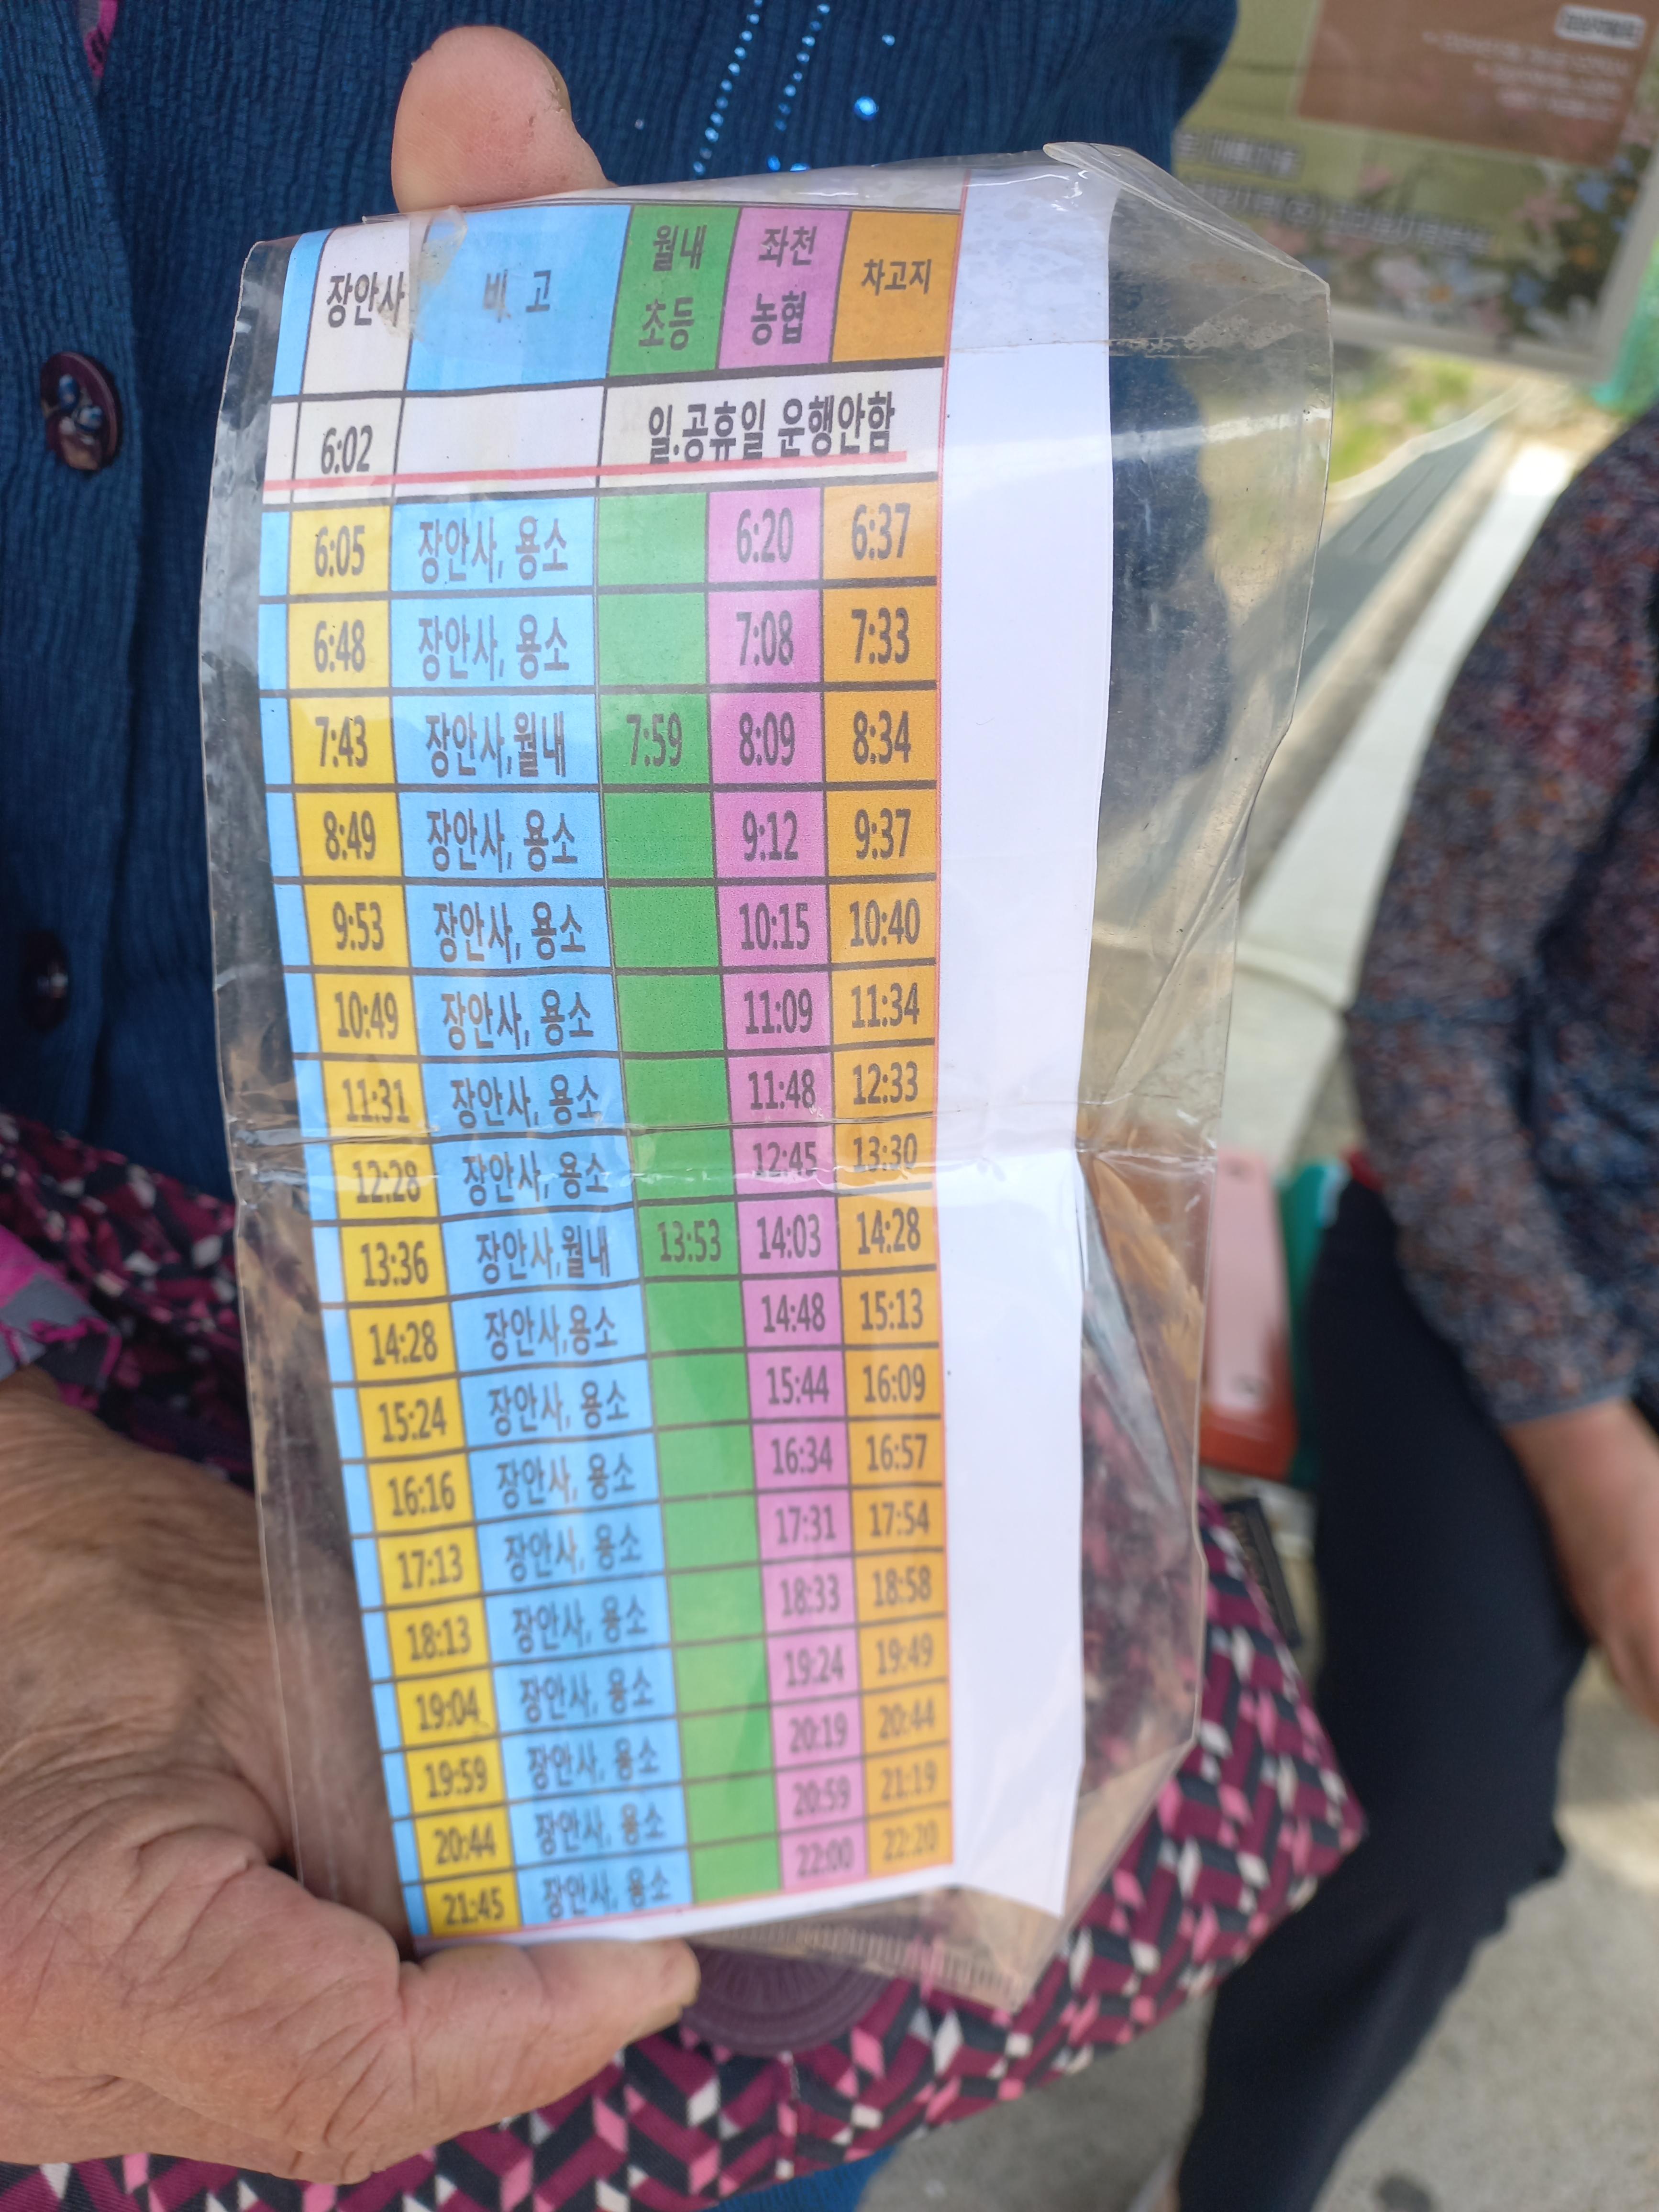 장안사 비고 월내 초등 좌천 농협 차고지
6:02 일.공휴일 운행안함
6:05 장안사, 용소 6:20 6:37
6:48 장안사, 용소 7:08 7:33
7:43 장안사,월내 7:59 8:09 8:34
8:49 장안사, 용소 9:12 9:37
9:53 장안사, 용소 10:15 10:40
10:49 장안사, 용소 11:09 11:34
11:31 장안사, 용소 11:48 12:33
12:28 장안사, 용소 12:45 13:30
13:36 장안사,월내 13:53 14:03 14:28
14:28 장안사,용소 14:48 15:13
15:24 장안사, 용소 15:44 16:09
16:16 장안사, 용소 16:34 16:57
17:13 장안사, 용소 17:31 17:54
18:13 장안사, 용소 18:33 18:58
19:04 장안사, 용소 19:24 19:49
19:59 장안사, 용소 20:19 20:44
20:44 장안사, 용소 20:59 21:19
21:45 장안사, 용소 22:00 22:20